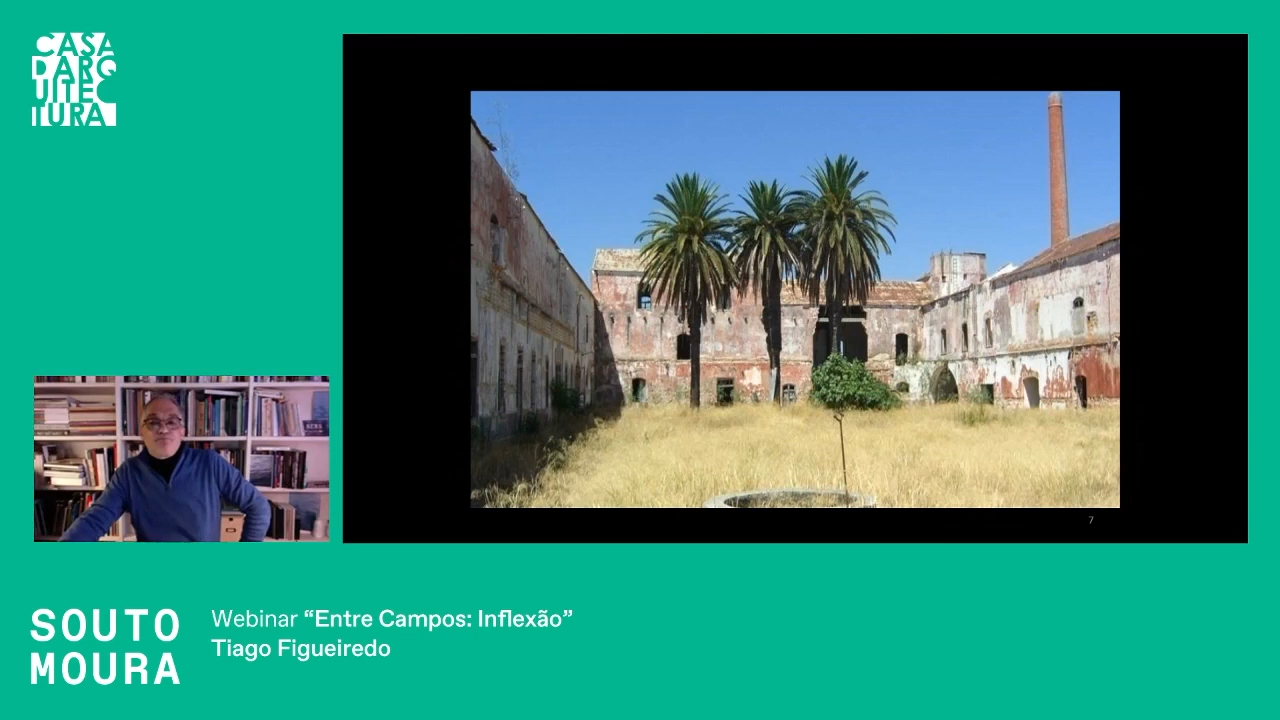 CASA
DARQ
UITEC
TURA
7
SOUTO
MOURA
Webinar “Entre Campos: Inflexão”
Tiago Figueiredo